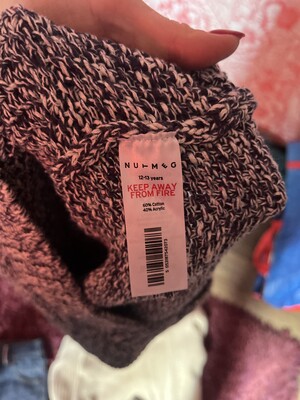 NUTMEG
12-13 years
KEEP AWAY
FROM FIRE
60% Cotton
40% Acrylic